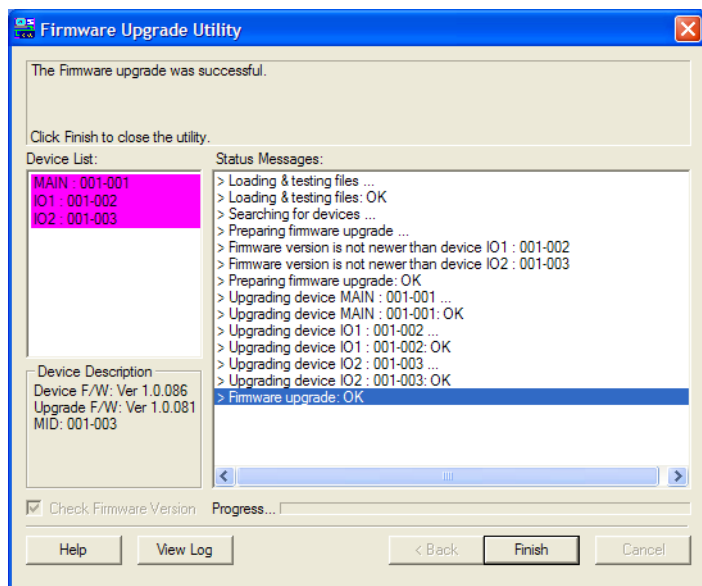 Firmware Upgrade Utility
The Firmware upgrade was successful.
Click Finish to close the utility.
Device List:
MAIN : 001-001
IO1 : 001-002
IO2 : 001-003
Status Messages:
> Loading & testing files ...
> Loading & testing files: OK
> Searching for devices ...
> Preparing firmware upgrade ...
> Firmware version is not newer than device IO1 : 001-002
> Firmware version is not newer than device IO2 : 001-003
> Preparing firmware upgrade: OK
> Upgrading device MAIN : 001-001 ...
> Upgrading device MAIN : 001-001: OK
> Upgrading device IO1 : 001-002 ...
> Upgrading device IO1 : 001-002: OK
> Upgrading device IO2 : 001-003 ...
> Upgrading device IO2 : 001-003: OK
> Firmware upgrade: OK
Device Description
Device F/W: Ver 1.0.086
Upgrade F/W: Ver 1.0.081
MID: 001-003
Check Firmware Version
Progress...
Help
View Log
< Back
Finish
Cancel